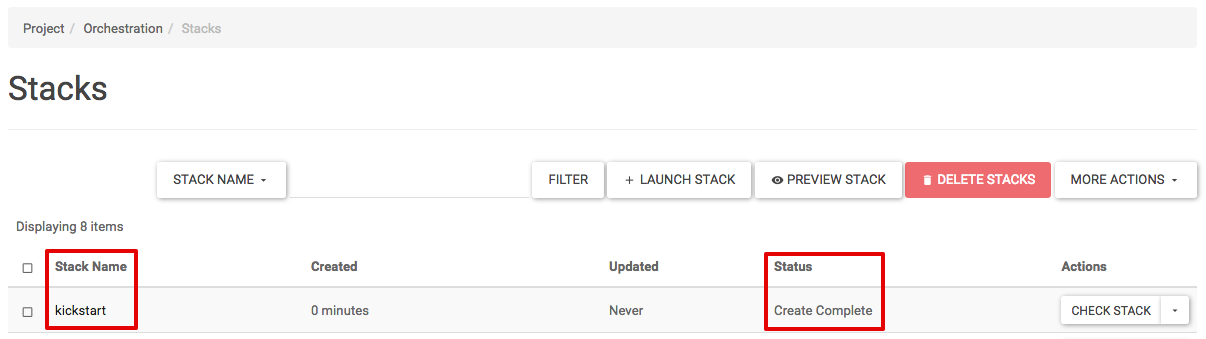 Project / Orchestration / Stacks
Stacks
STACK NAME FILTER + LAUNCH STACK PREVIEW STACK DELETE STACKS MORE ACTIONS
Displaying 8 items
Stack Name Created Updated Status Actions
kickstart 0 minutes Never Create Complete CHECK STACK